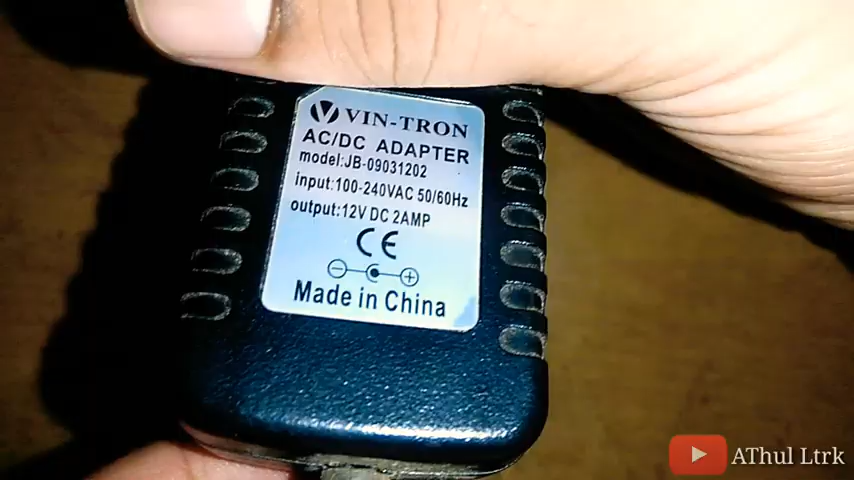 VIN-TRON
AC/DC ADAPTER
model:JB-09031202
input:100-240VAC 50/60Hz
output:12V DC 2AMP
CE
Made in China
AThul Ltrk